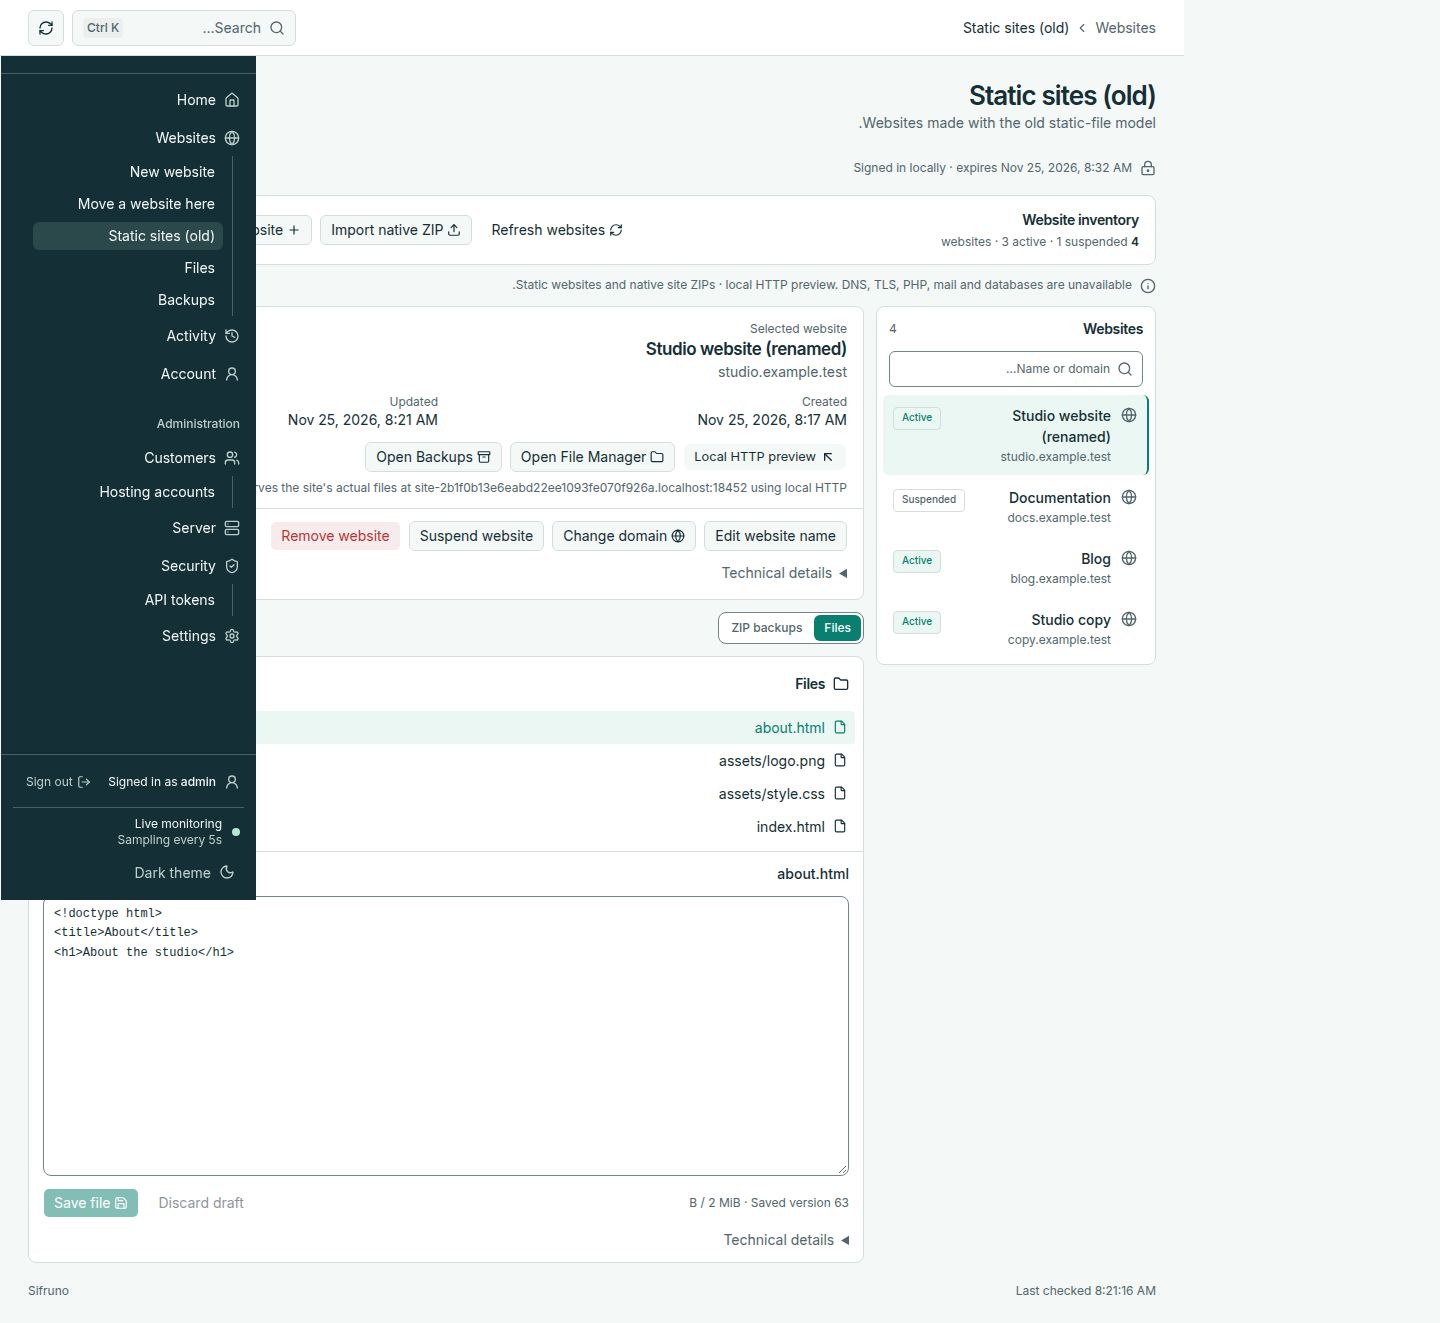 Websites
Static sites (old)
Search...
Ctrl K
Home
Websites
New website
Move a website here
Static sites (old)
Files
Backups
Activity
Account
Administration
Customers
Hosting accounts
Server
Security
API tokens
Settings
Signed in as admin
Sign out
Live monitoring
Sampling every 5s
Dark theme
Static sites (old)
.Websites made with the old static-file model
Signed in locally · expires Nov 25, 2026, 8:32 AM
Website inventory
websites · 3 active · 1 suspended 4
Refresh websites
Import native ZIP
.Static websites and native site ZIPs · local HTTP preview. DNS, TLS, PHP, mail and databases are unavailable
Websites
4
...Name or domain
Studio website (renamed)
studio.example.test
Active
Documentation
docs.example.test
Suspended
Blog
blog.example.test
Active
Studio copy
copy.example.test
Active
Selected website
Studio website (renamed)
studio.example.test
Created
Nov 25, 2026, 8:17 AM
Updated
Nov 25, 2026, 8:21 AM
Local HTTP preview
Open File Manager
Open Backups
the site's actual files at site-2b1f0b13e6eabd22ee1093fe070f926a.localhost:18452 using local HTTP
Edit website name
Change domain
Suspend website
Remove website
Technical details
Files
ZIP backups
Files
about.html
assets/logo.png
assets/style.css
index.html
about.html
<!doctype html>
<title>About</title>
<h1>About the studio</h1>
B / 2 MiB · Saved version 63
Discard draft
Save file
Technical details
Last checked 8:21:16 AM
Sifruno